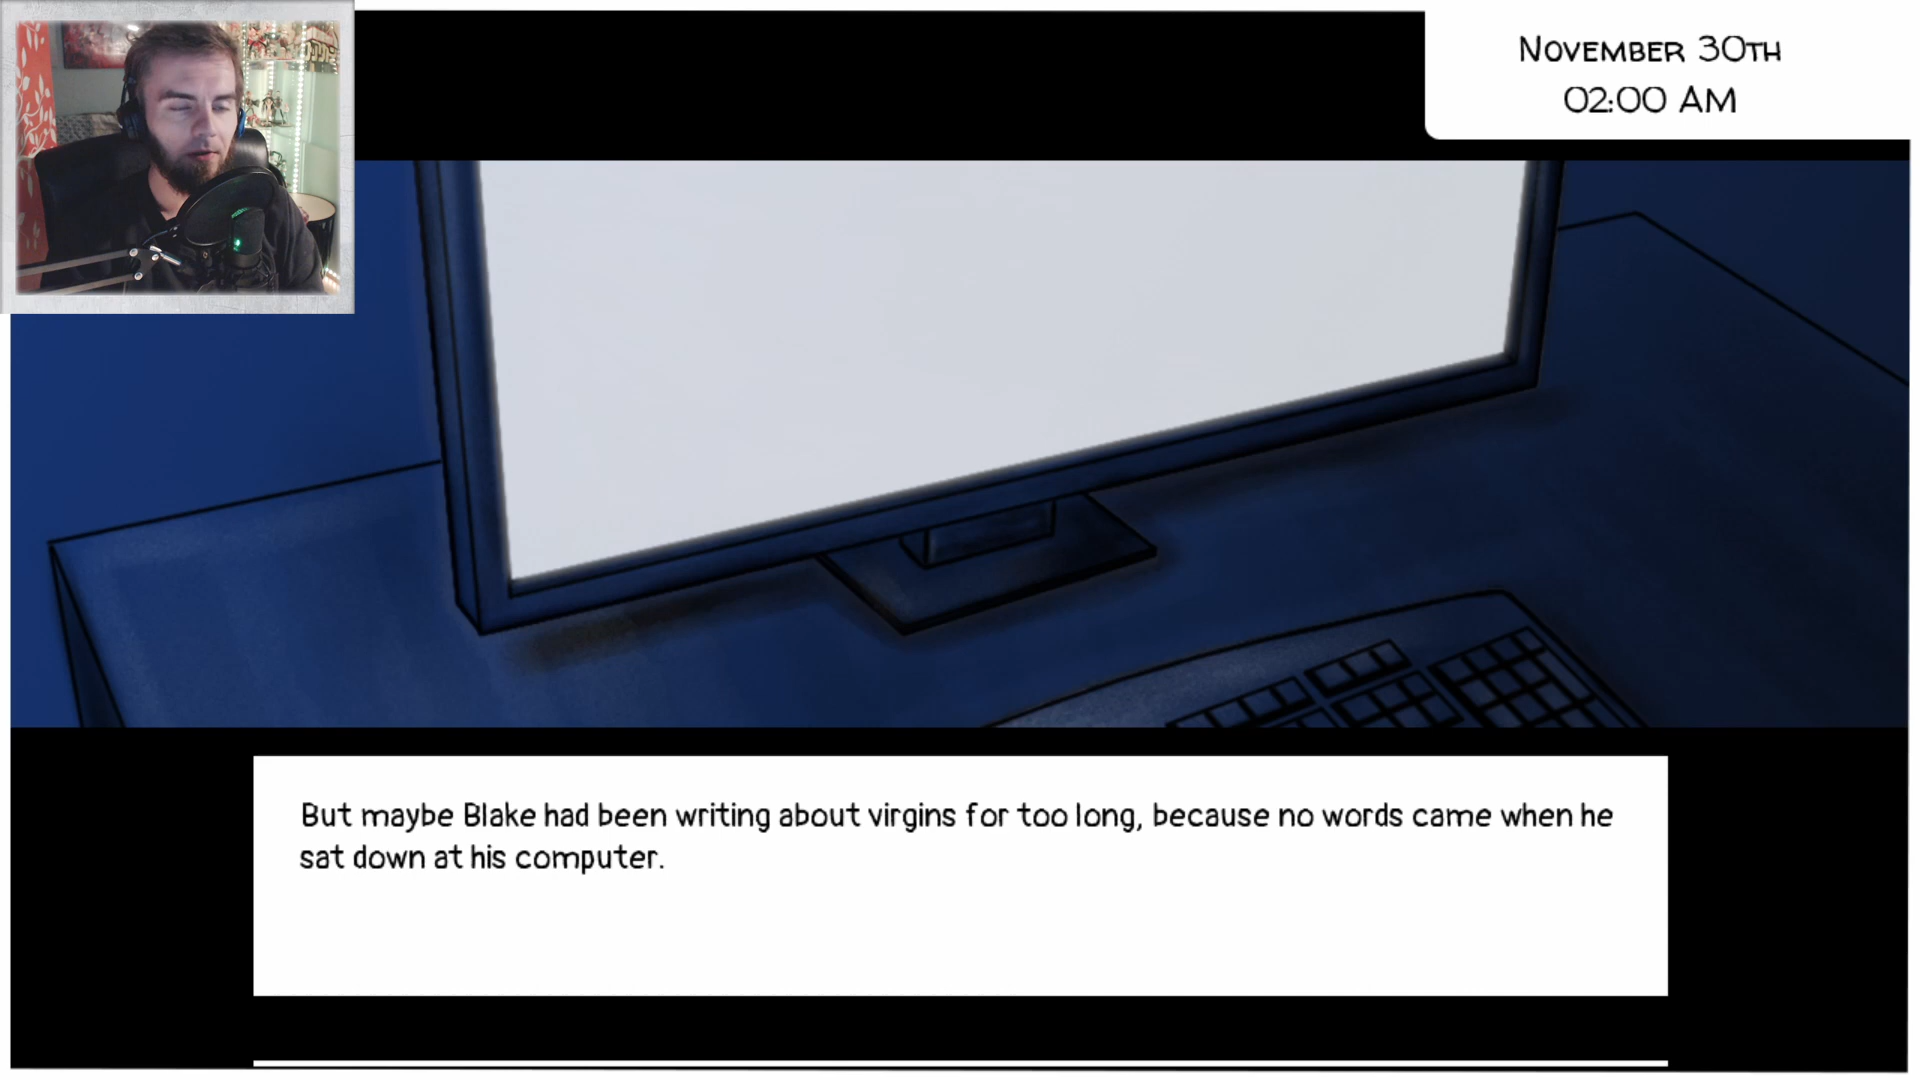 November 30th
02:00 AM
But maybe Blake had been writing about virgins for too long, because no words came when he
sat down at his computer.